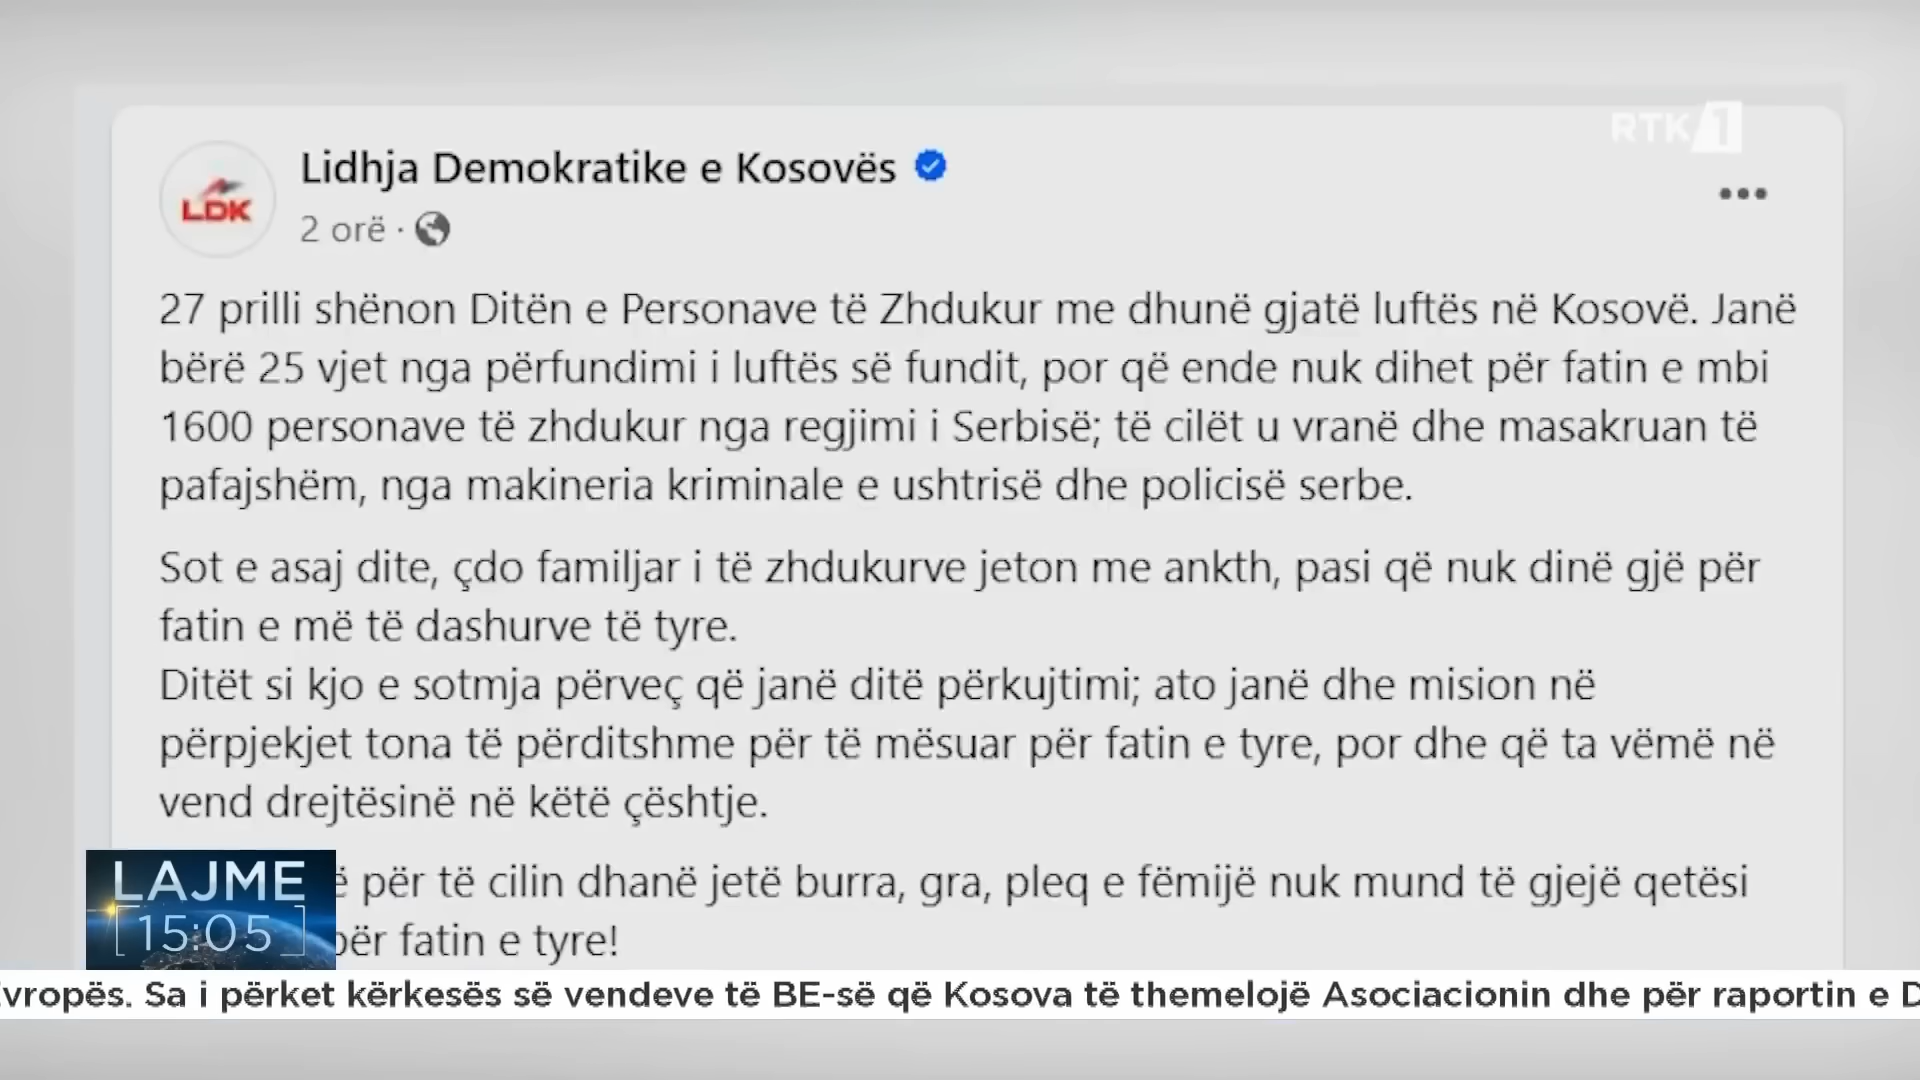 RTK 1
Lidhja Demokratike e Kosovës
LDK
2 orë ·
27 prilli shënon Ditën e Personave të Zhdukur me dhunë gjatë luftës në Kosovë. Janë
bërë 25 vjet nga përfundimi i luftës së fundit, por që ende nuk dihet për fatin e mbi
1600 personave të zhdukur nga regjimi i Serbisë; të cilët u vranë dhe masakruan të
pafajshëm, nga makineria kriminale e ushtrisë dhe policisë serbe.
Sot e asaj dite, çdo familjar i të zhdukurve jeton me ankth, pasi që nuk dinë gjë për
fatin e më të dashurve të tyre.
Ditët si kjo e sotmja përveç që janë ditë përkujtimi; ato janë dhe mision në
përpjekjet tona të përditshme për të mësuar për fatin e tyre, por dhe që ta vëmë në
vend drejtësinë në këtë çështje.
për të cilin dhanë jetë burra, gra, pleq e fëmijë nuk mund të gjejë qetësi
për fatin e tyre!
LAJME
[15:05]
Evropës. Sa i përket kërkesës së vendeve të BE-së që Kosova të themelojë Asociacionin dhe për raportin e